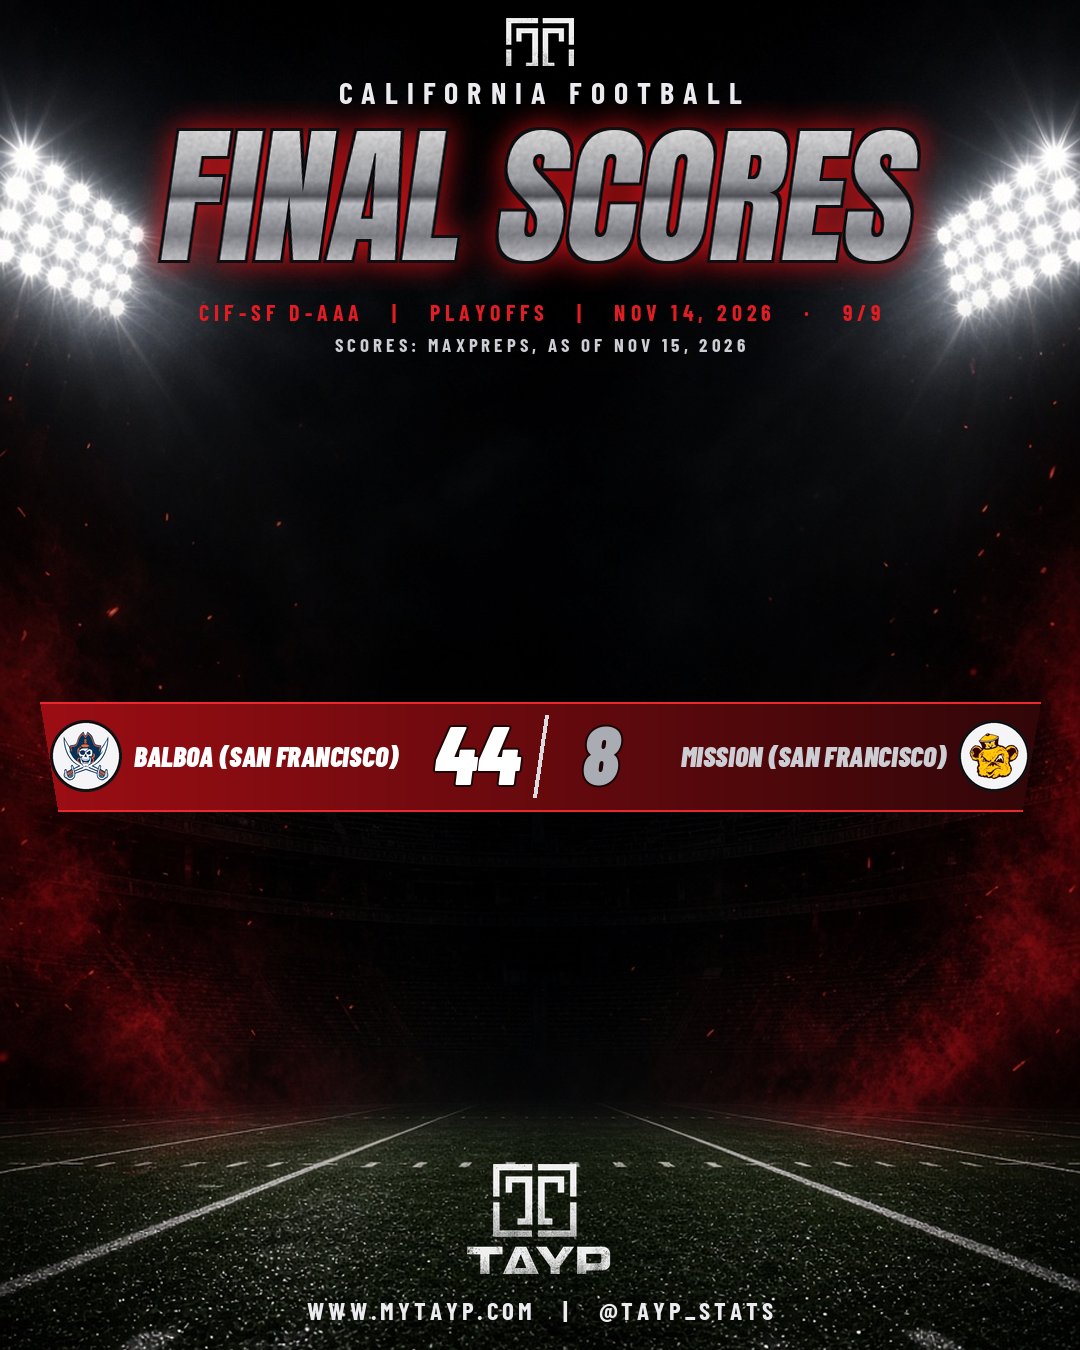 CALIFORNIA FOOTBALL
FINAL SCORES
CIF-SF D-AAA | PLAYOFFS | NOV 14, 2026 · 9/9
SCORES: MAXPREPS, AS OF NOV 15, 2026
BALBOA (SAN FRANCISCO) 44 / 8 MISSION (SAN FRANCISCO)
TAYP
WWW.MYTAYP.COM | @TAYP_STATS